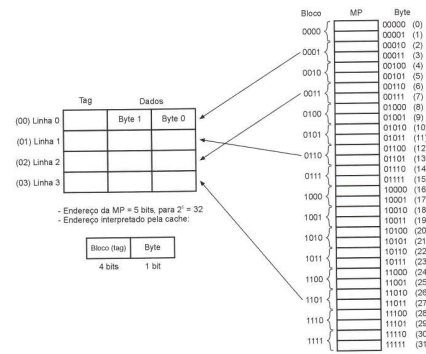 Bloco MP Byte
0000 00000 (0)
00001 (1)
0001 00010 (2)
00011 (3)
0010 00100 (4)
00101 (5)
0011 00110 (6)
00111 (7)
0100 01000 (8)
01001 (9)
0101 01010 (10)
01011 (11)
0110 01100 (12)
01101 (13)
0111 01110 (14)
01111 (15)
1000 10000 (16)
10001 (17)
1001 10010 (18)
10011 (19)
1010 10100 (20)
10101 (21)
1011 10110 (22)
10111 (23)
1100 11000 (24)
11001 (25)
1101 11010 (26)
11011 (27)
1110 11100 (28)
11101 (29)
1111 11110 (30)
11111 (31)
Tag Dados
(00) Linha 0 Byte 1 Byte 0
(01) Linha 1
(02) Linha 2
(03) Linha 3
- Endereço da MP = 5 bits, para 2⁵ = 32
- Endereço interpretado pela cache:
Bloco (tag) Byte
4 bits 1 bit